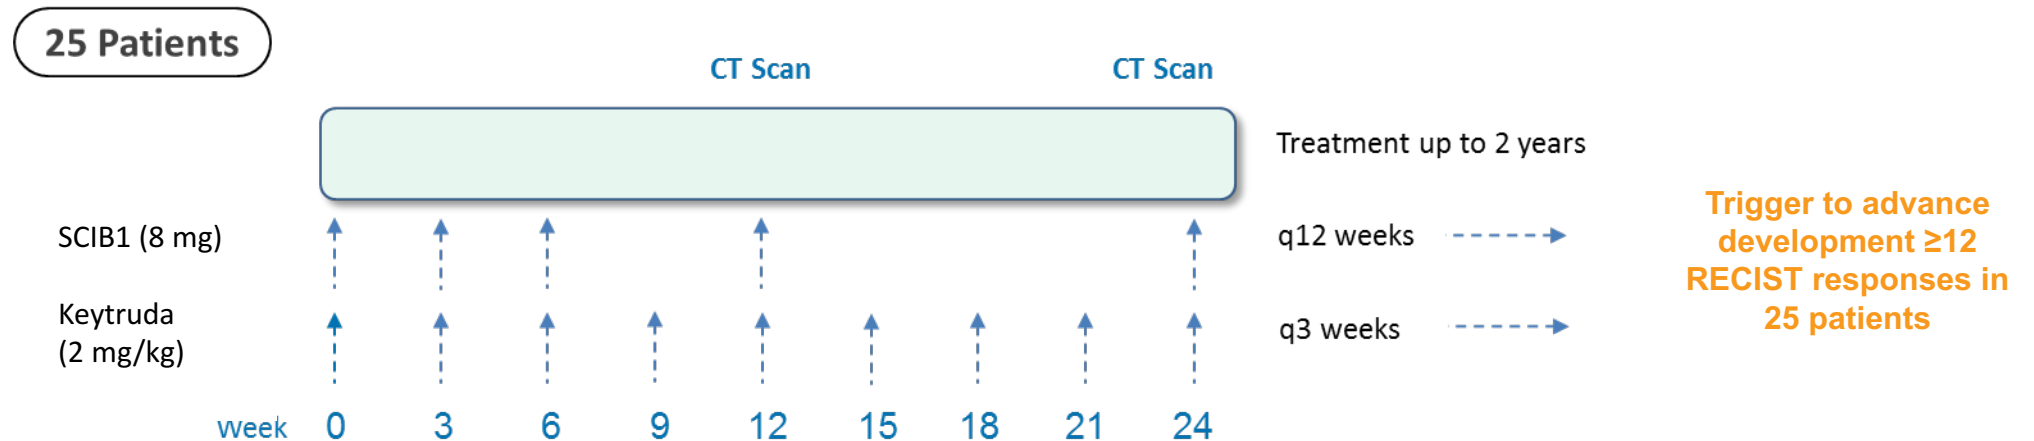 25 Patients
CT Scan CT Scan
Treatment up to 2 years
Trigger to advance
development ≥12
RECIST responses in
25 patients
SCIB1 (8 mg)
q12 weeks
Keytruda
(2 mg/kg)
q3 weeks
week 0 3 6 9 12 15 18 21 24